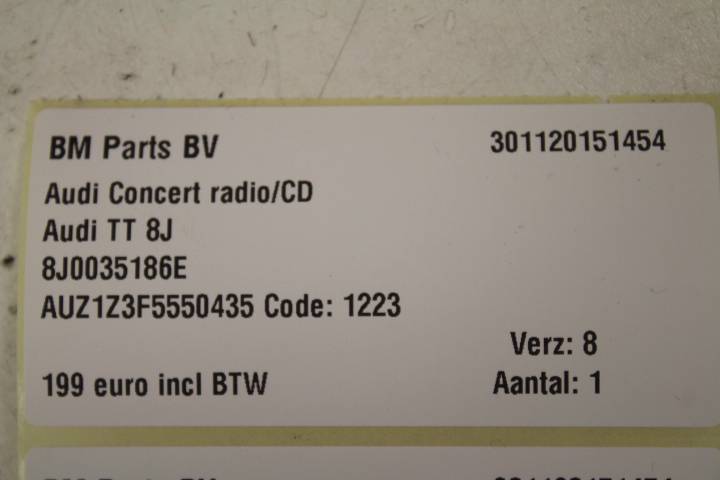 BM Parts BV 301120151454
Audi Concert radio/CD
Audi TT 8J
8J0035186E
AUZ1Z3F5550435 Code: 1223
Verz: 8
199 euro incl BTW Aantal: 1